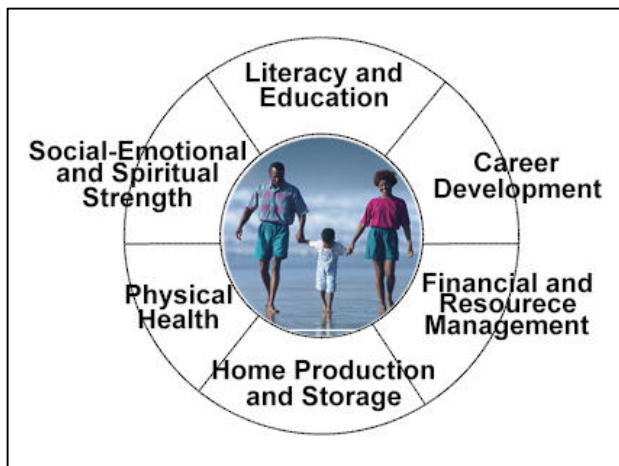 Literacy and
Education
Social-Emotional
and Spiritual
Strength
Career
Development
Physical
Health
Financial and
Resourece
Management
Home Production
and Storage